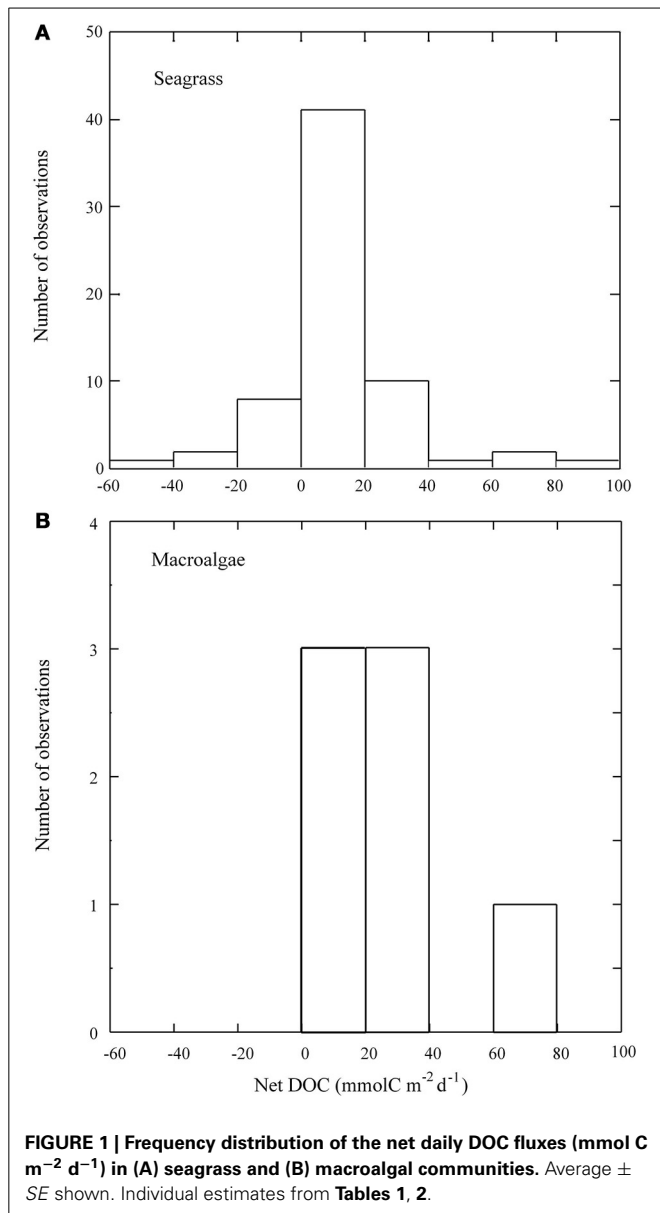 A
Seagrass
Number of observations
50
40
30
20
10
0
-60 -40 -20 0 20 40 60 80 100
B
Macroalgae
Number of observations
4
3
2
1
0
-60 -40 -20 0 20 40 60 80 100
Net DOC (mmolC m⁻² d⁻¹)
FIGURE 1 | Frequency distribution of the net daily DOC fluxes (mmol C
m⁻² d⁻¹) in (A) seagrass and (B) macroalgal communities. Average ±
SE shown. Individual estimates from Tables 1, 2.